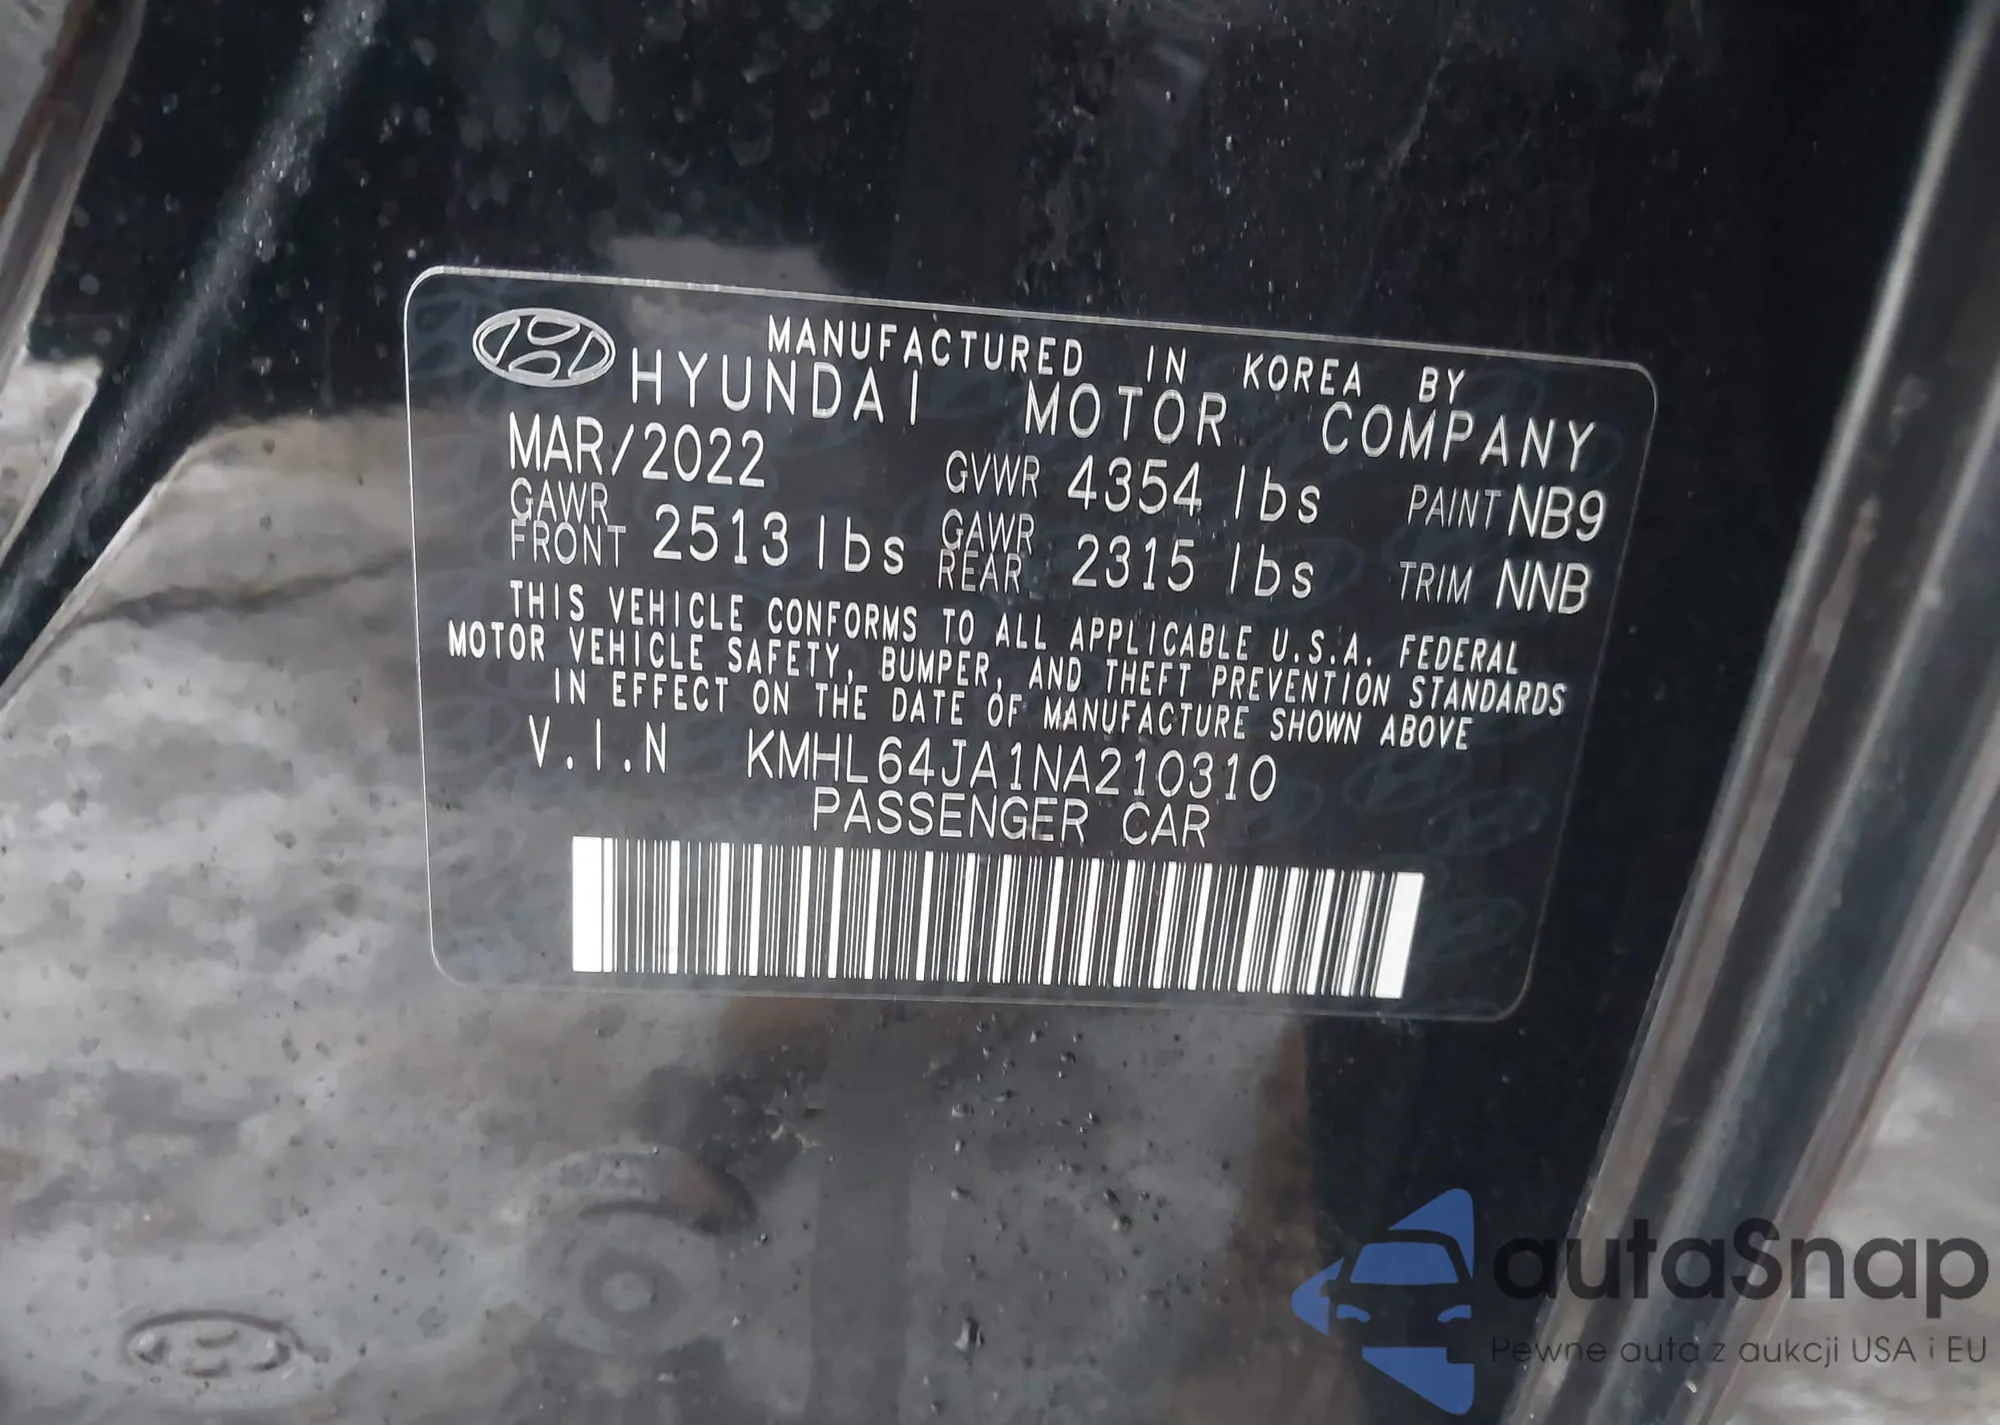 MANUFACTURED IN KOREA BY
HYUNDAI MOTOR COMPANY
MAR/2022 GVWR 4354 lbs PAINT NB9
GAWR FRONT 2513 lbs GAWR REAR 2315 lbs TRIM NNB
THIS VEHICLE CONFORMS TO ALL APPLICABLE U.S.A. FEDERAL
MOTOR VEHICLE SAFETY, BUMPER, AND THEFT PREVENTION STANDARDS
IN EFFECT ON THE DATE OF MANUFACTURE SHOWN ABOVE
V.I.N KMHL64JA1NA210310
PASSENGER CAR
autaSnap
Pewne auta z aukcji USA i EU